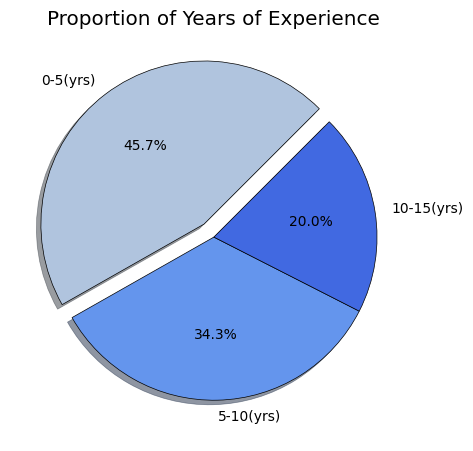 Proportion of Years of Experience
0-5(yrs)
45.7%
10-15(yrs)
20.0%
34.3%
5-10(yrs)